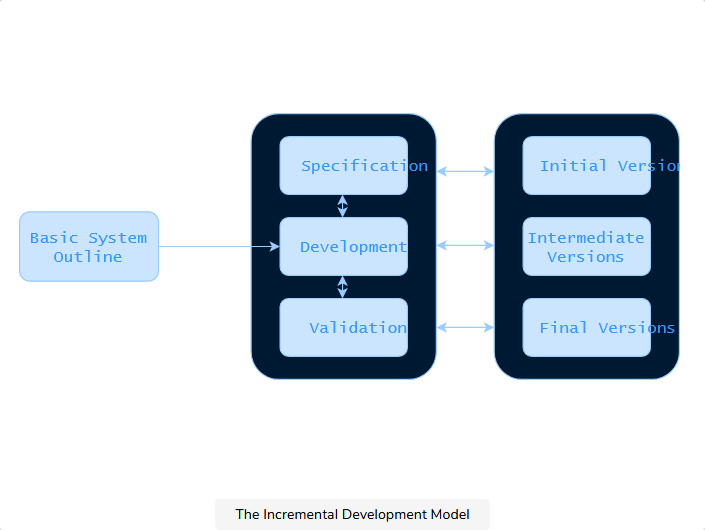 Specification
Initial Version
Basic System
Outline
Development
Intermediate
Versions
Validation
Final Versions
The Incremental Development Model